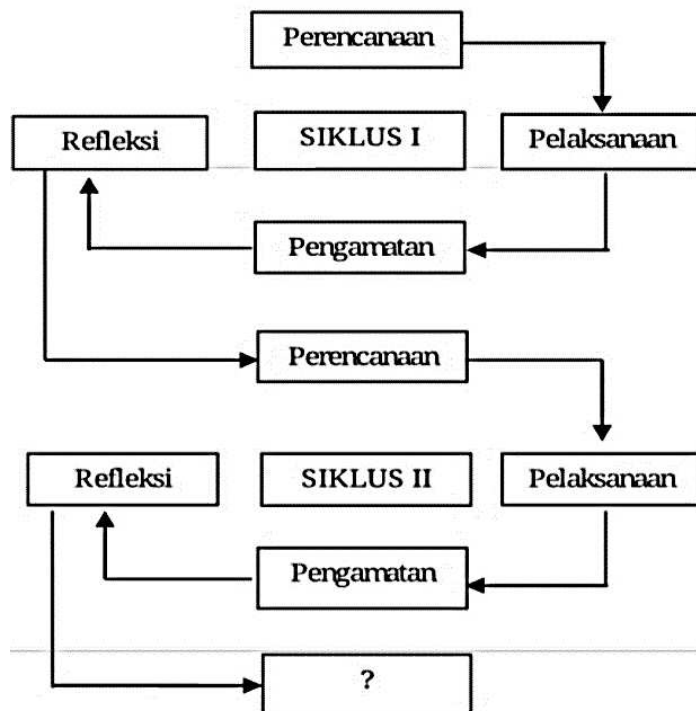 Perencanaan
Refleksi
SIKLUS I
Pelaksanaan
Pengamatan
Perencanaan
Refleksi
SIKLUS II
Pelaksanaan
Pengamatan
?